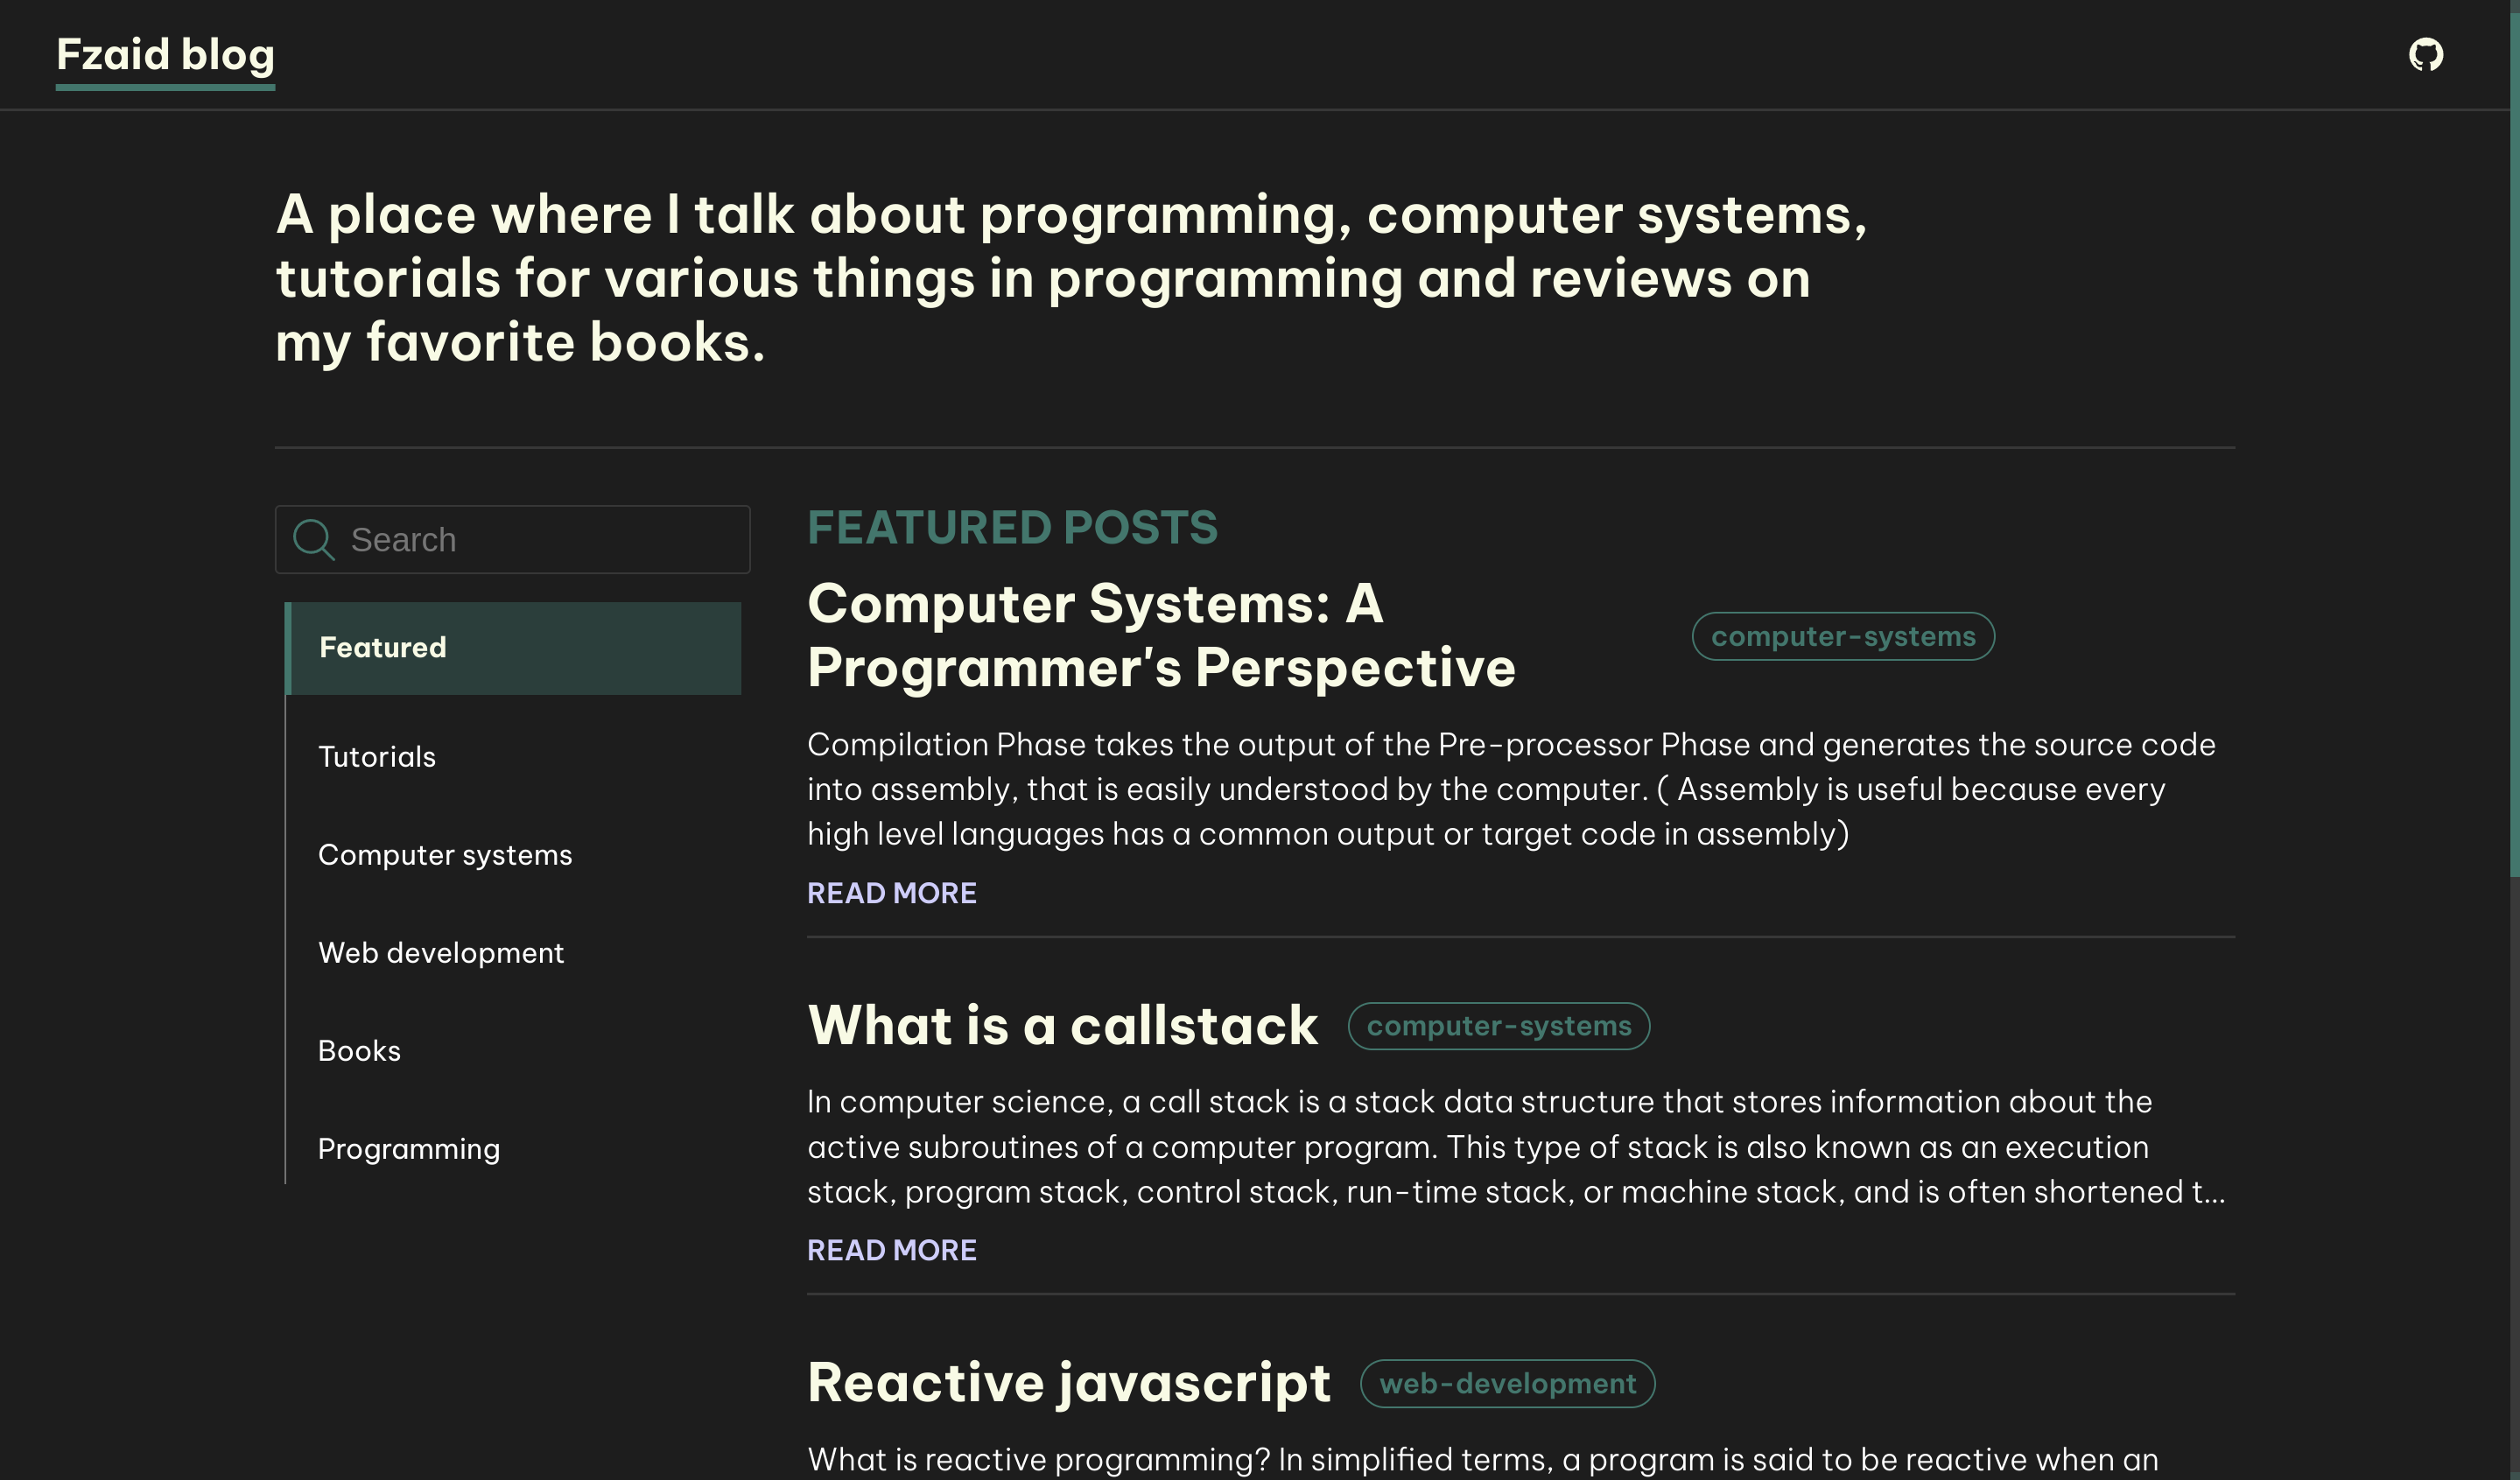 Fzaid blog
A place where I talk about programming, computer systems,
tutorials for various things in programming and reviews on
my favorite books.
Search
Featured
Tutorials
Computer systems
Web development
Books
Programming
FEATURED POSTS
Computer Systems: A
Programmer's Perspective
computer-systems
Compilation Phase takes the output of the Pre-processor Phase and generates the source code
into assembly, that is easily understood by the computer. ( Assembly is useful because every
high level languages has a common output or target code in assembly)
READ MORE
What is a callstack
computer-systems
In computer science, a call stack is a stack data structure that stores information about the
active subroutines of a computer program. This type of stack is also known as an execution
stack, program stack, control stack, run-time stack, or machine stack, and is often shortened t...
READ MORE
Reactive javascript
web-development
What is reactive programming? In simplified terms, a program is said to be reactive when an